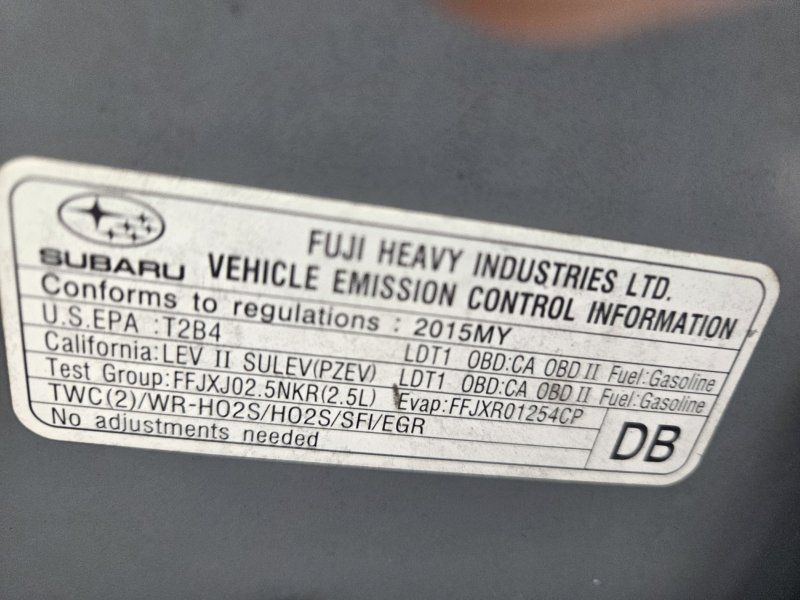 SUBARU
FUJI HEAVY INDUSTRIES LTD.
VEHICLE EMISSION CONTROL INFORMATION
Conforms to regulations : 2015MY
U.S.EPA :T2B4 LDT1 OBD:CA OBD II Fuel:Gasoline
California:LEV II SULEV(PZEV) LDT1 OBD:CA OBD II Fuel:Gasoline
Test Group:FFJXJ02.5NKR(2.5L) Evap:FFJXR01254CP
TWC(2)/WR-HO2S/HO2S/SFI/EGR
No adjustments needed
DB